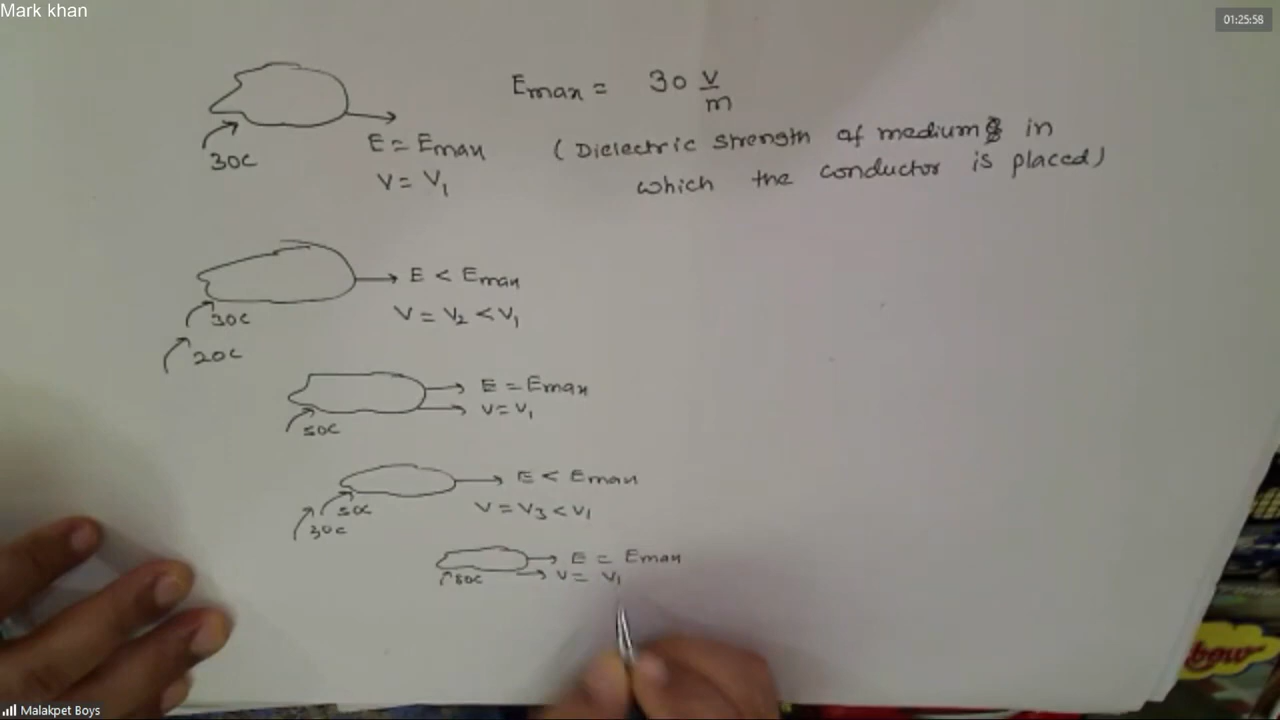 Mark khan
01:25:58
Emax = 30 V/m
E = Emax
30C
V = V1
( Dielectric strength of medium in
which the conductor is placed)
E < Emax
V = V2 < V1
30C
20C
E = Emax
V = V1
50C
E < Emax
V = V3 < V1
50C
30C
E = Emax
V = V1
80C
bow
Malakpet Boys